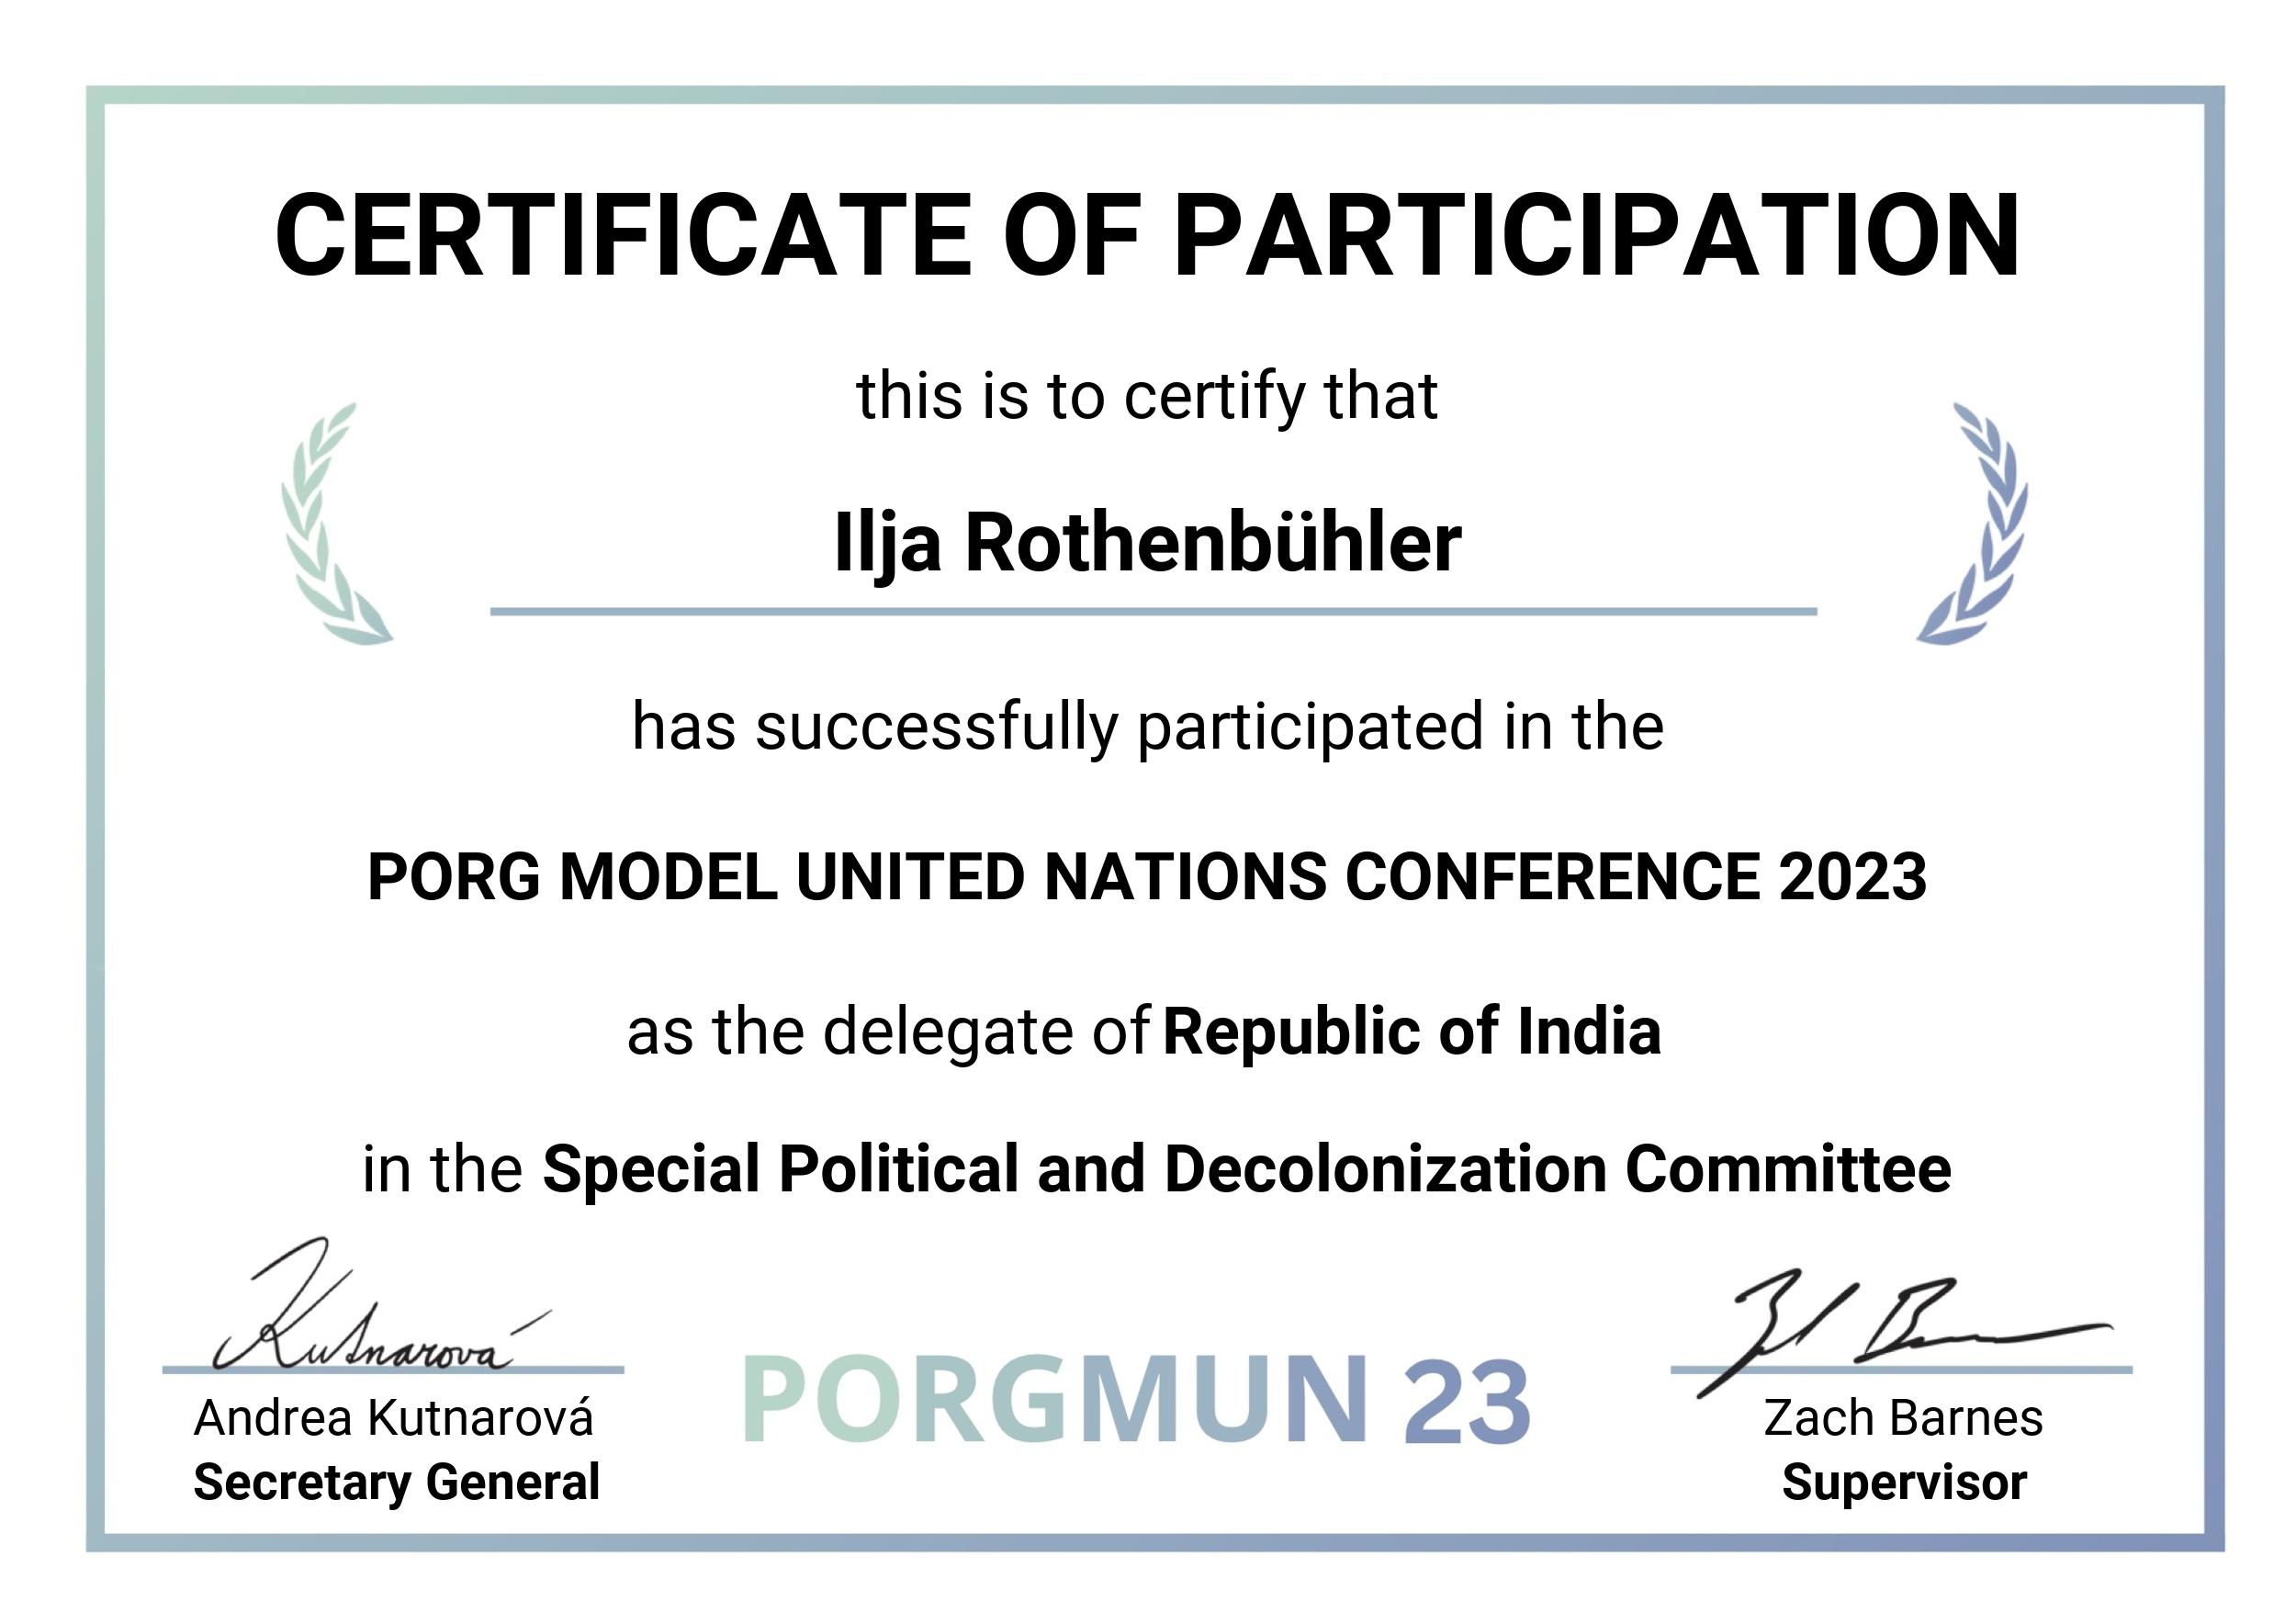 CERTIFICATE OF PARTICIPATION
this is to certify that
Ilja Rothenbühler
has successfully participated in the
PORG MODEL UNITED NATIONS CONFERENCE 2023
as the delegate of Republic of India
in the Special Political and Decolonization Committee
Kutnarová
Andrea Kutnarová
Secretary General
PORGMUN 23
Zach Barnes
Supervisor